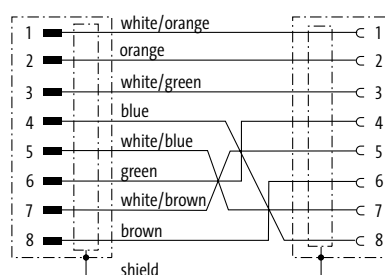 1 white/orange 1
2 orange 2
3 white/green 3
4 blue 4
5 white/blue 5
6 green 6
7 white/brown 7
8 brown 8
shield